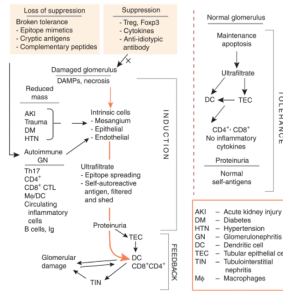 Loss of suppression
Broken tolerance
- Epitope mimetics
- Cryptic antigens
- Complementary peptides
Suppression
- Treg, Foxp3
- Cytokines
- Anti-idiotypic
antibody
Damaged glomerulus
DAMPs, necrosis
Reduced
mass
AKI
Trauma
DM
HTN
Intrinsic cells
- Mesangium
- Epithelial
- Endothelial
Autoimmune
GN
Th17
CD4+
CD8+ CTL
Mϕ/DC
Circulating
inflammatory
cells
B cells, Ig
Ultrafiltrate
- Epitope spreading
- Self-autoreactive
antigen, filtered
and shed
INDUCTION
Proteinuria
TEC
Glomerular
damage
DC
CD8+CD4+
TIN
FEEDBACK
Normal glomerulus
Maintenance
apoptosis
Ultrafiltrate
DC
TEC
CD4+· CD8+
No inflammatory
cytokines
Proteinuria
Normal
self-antigens
TOLERANCE
AKI – Acute kidney injury
DM – Diabetes
HTN – Hypertension
GN – Glomerulonephritis
DC – Dendritic cell
TEC – Tubular epithelial ce
TIN – Tubulointerstitial
nephritis
Mϕ – Macrophages